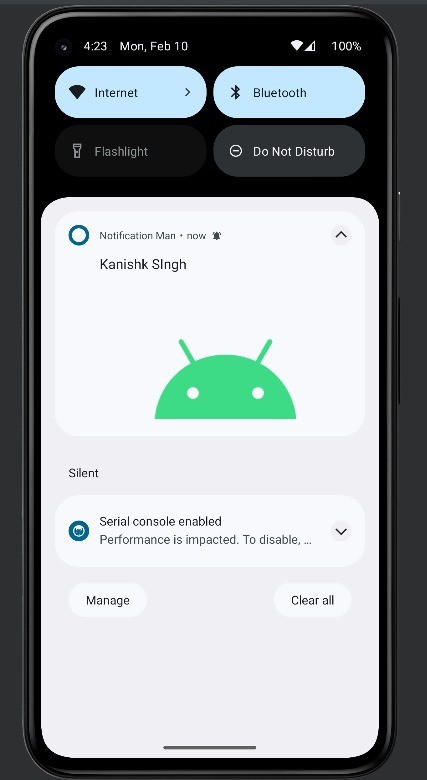 4:23 Mon, Feb 10 100%
Internet Bluetooth
Flashlight Do Not Disturb
Notification Man • now
Kanishk SIngh
Silent
Serial console enabled
Performance is impacted. To disable, ...
Manage Clear all